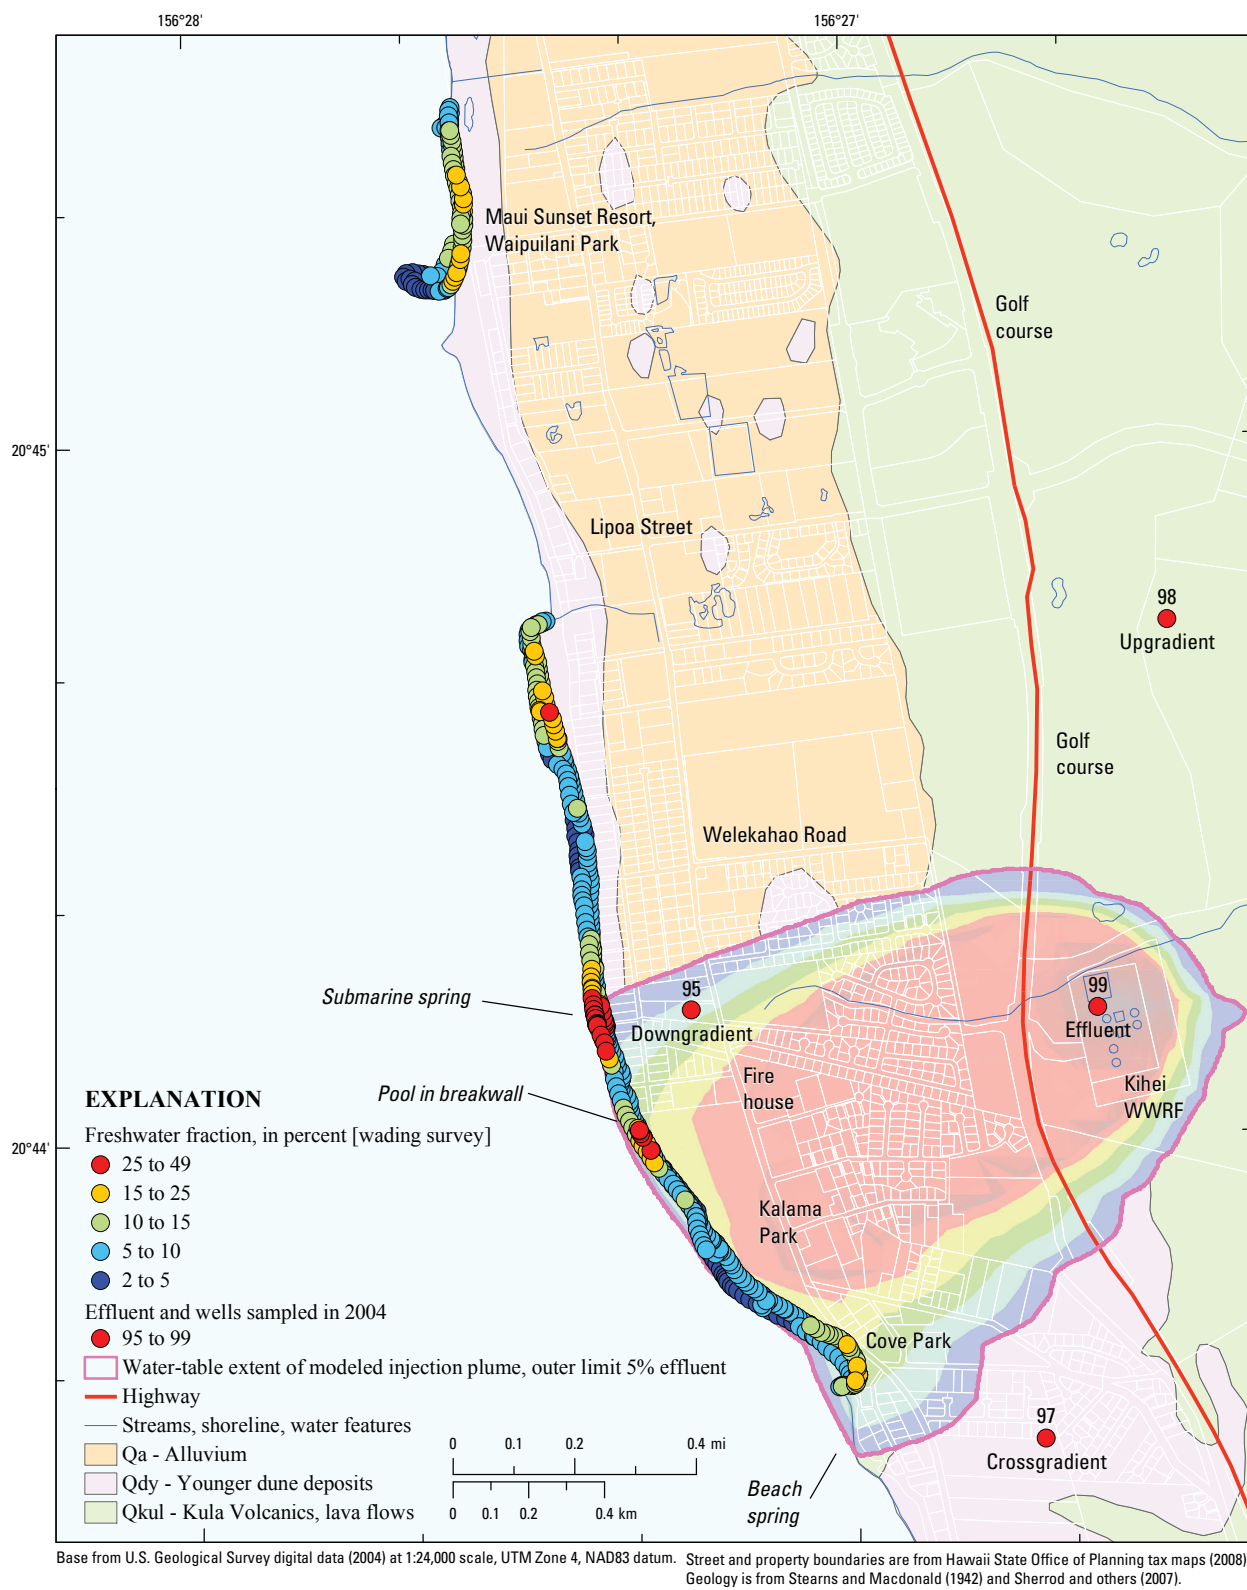 156°28'
156°27'
Maui Sunset Resort,
Waipuilani Park
Golf
course
20°45'
Lipoa Street
98
Upgradient
Golf
course
Welekahao Road
Submarine spring
95
Downgradient
99
Effluent
Fire
house
Kihei
WWRF
Pool in breakwall
20°44'
Kalama
Park
Cove Park
97
Crossgradient
Beach
spring
EXPLANATION
Freshwater fraction, in percent [wading survey]
25 to 49
15 to 25
10 to 15
5 to 10
2 to 5
Effluent and wells sampled in 2004
95 to 99
Water-table extent of modeled injection plume, outer limit 5% effluent
Highway
Streams, shoreline, water features
Qa - Alluvium
Qdy - Younger dune deposits
Qkul - Kula Volcanics, lava flows
0 0.1 0.2 0.4 mi
0 0.1 0.2 0.4 km
Base from U.S. Geological Survey digital data (2004) at 1:24,000 scale, UTM Zone 4, NAD83 datum.
Street and property boundaries are from Hawaii State Office of Planning tax maps (2008)
Geology is from Stearns and Macdonald (1942) and Sherrod and others (2007).